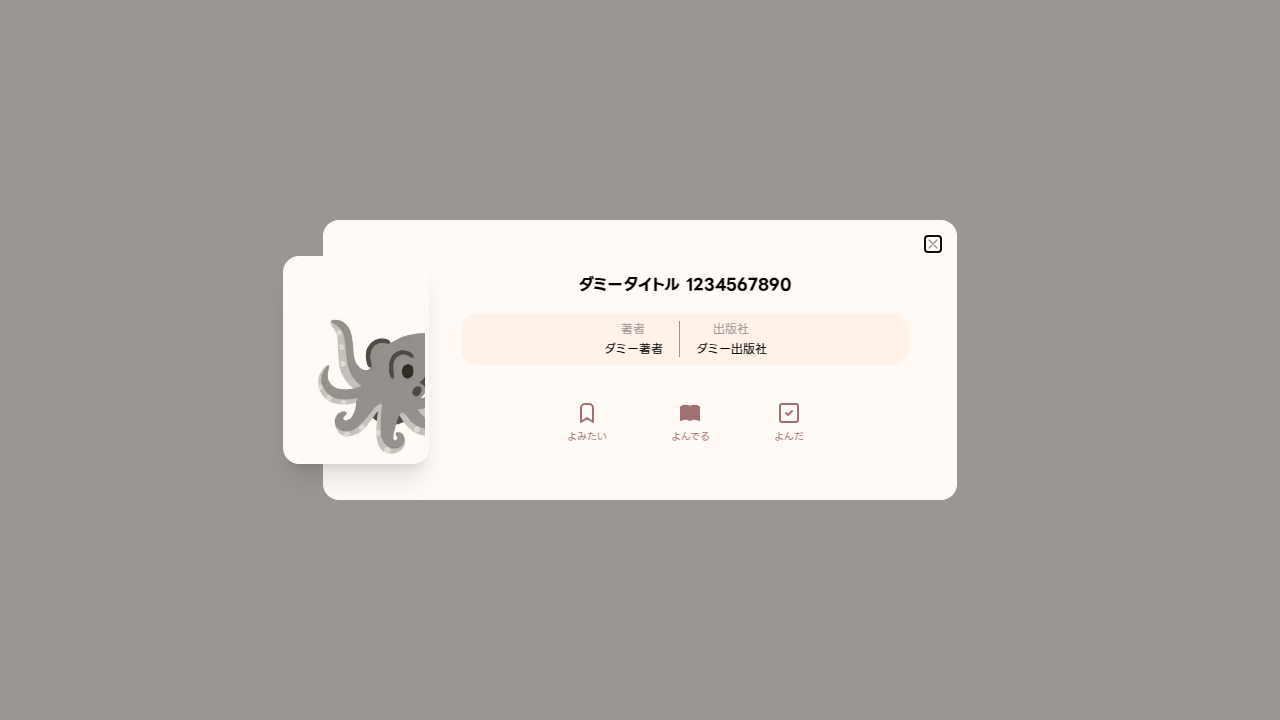 ダミータイトル 1234567890
著者
ダミー著者
出版社
ダミー出版社
よみたい
よんでる
よんだ